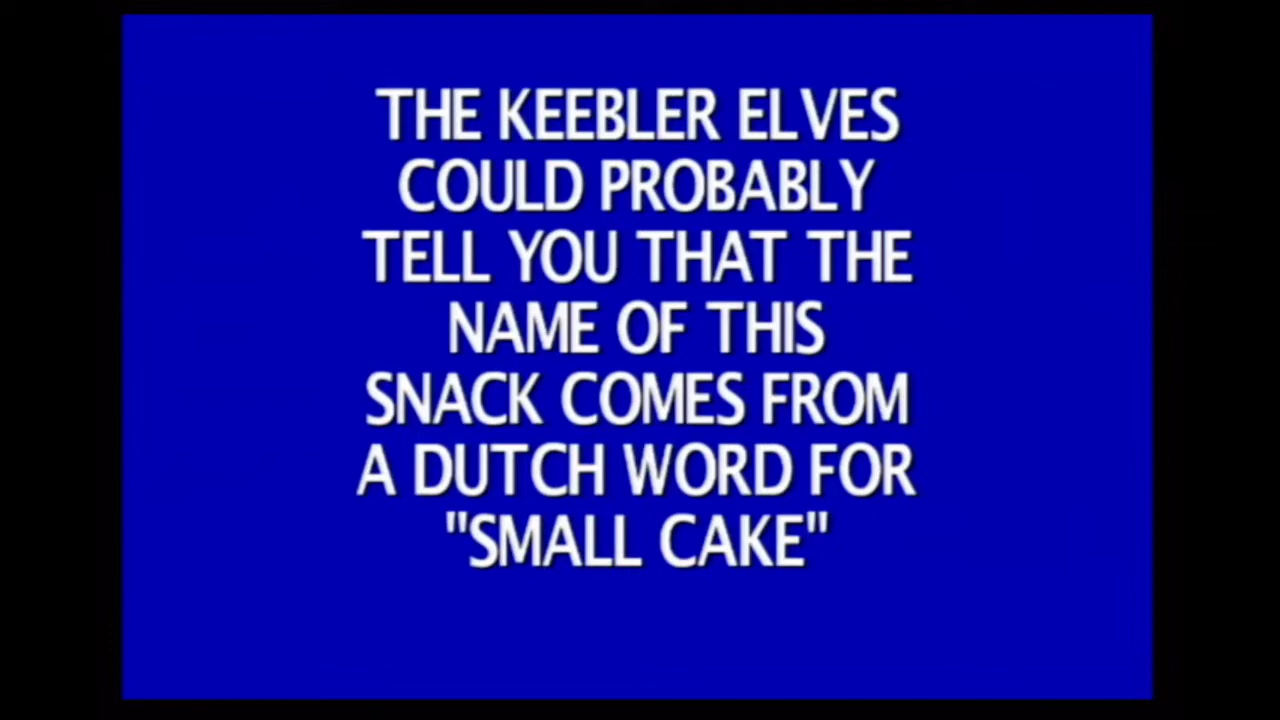 THE KEEBLER ELVES
COULD PROBABLY
TELL YOU THAT THE
NAME OF THIS
SNACK COMES FROM
A DUTCH WORD FOR
"SMALL CAKE"